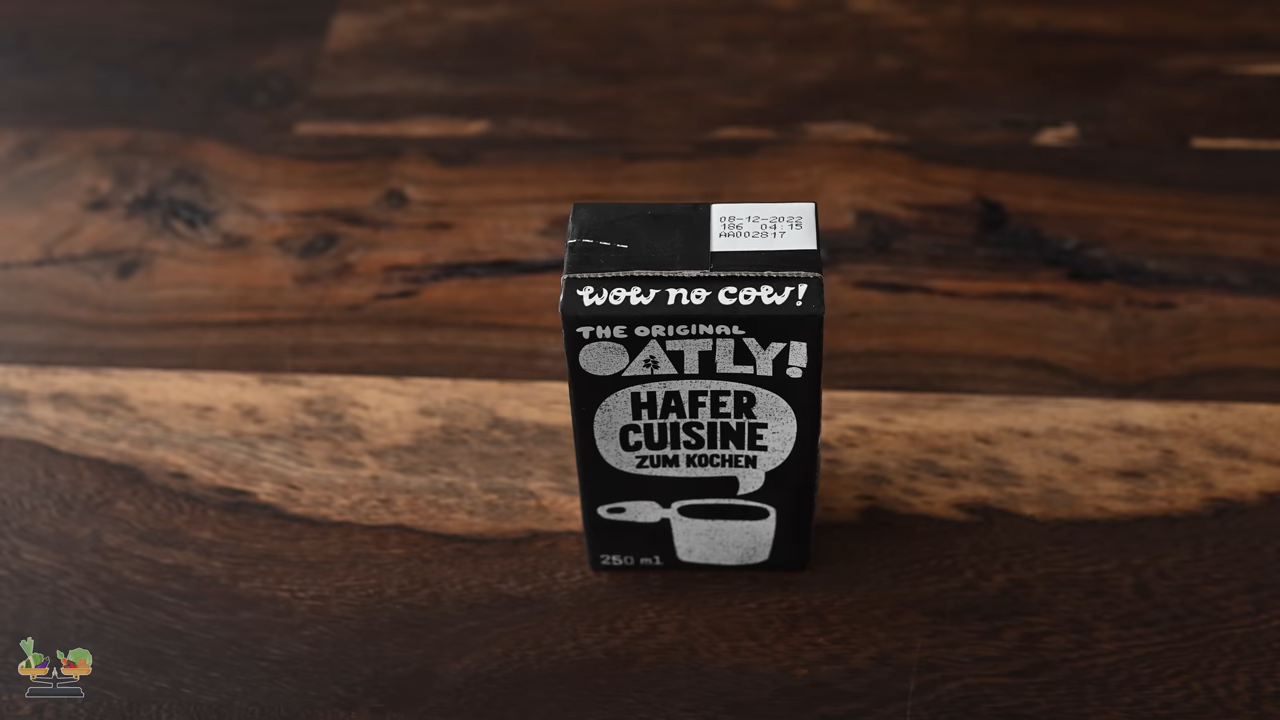 08-12-2022
186 04:15
AA002817
wow no cow!
THE ORIGINAL
OATLY!
HAFER
CUISINE
ZUM KOCHEN
250 ml